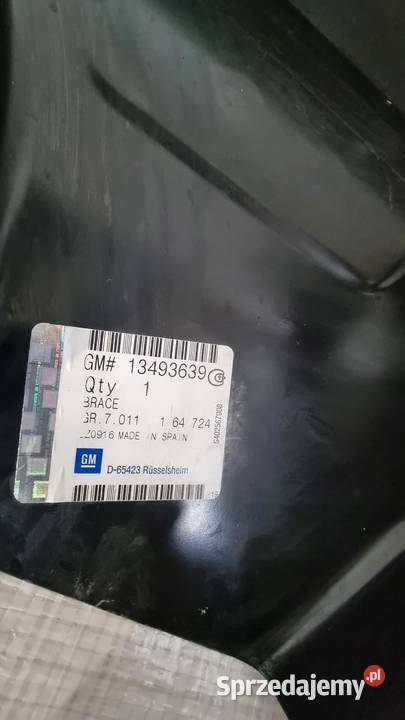 GM# 13493639
Qty 1
BRACE
GR.7.011 1 64 724
ZZ0916 MADE IN SPAIN
GM
D-65423 Rüsselsheim
Sprzedajemy.pl